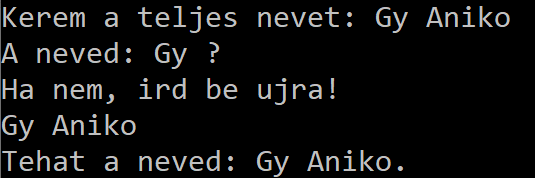 Kerem a teljes nevet: Gy Aniko
A neved: Gy ?
Ha nem, ird be ujra!
Gy Aniko
Tehat a neved: Gy Aniko.